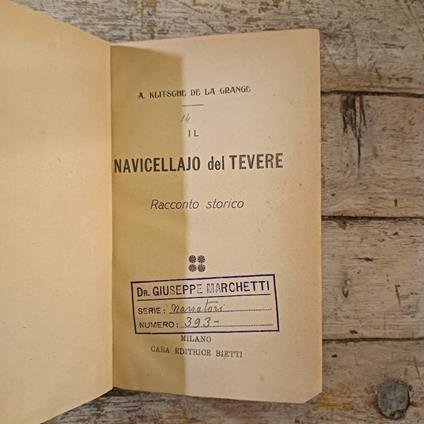 A. KLITSCHE DE LA GRANGE
16
IL
NAVICELLAJO del TEVERE
Racconto storico
DR. GIUSEPPE MARCHETTI
SERIE: Narratori
NUMERO: 393-
MILANO
CASA EDITRICE BIETTI